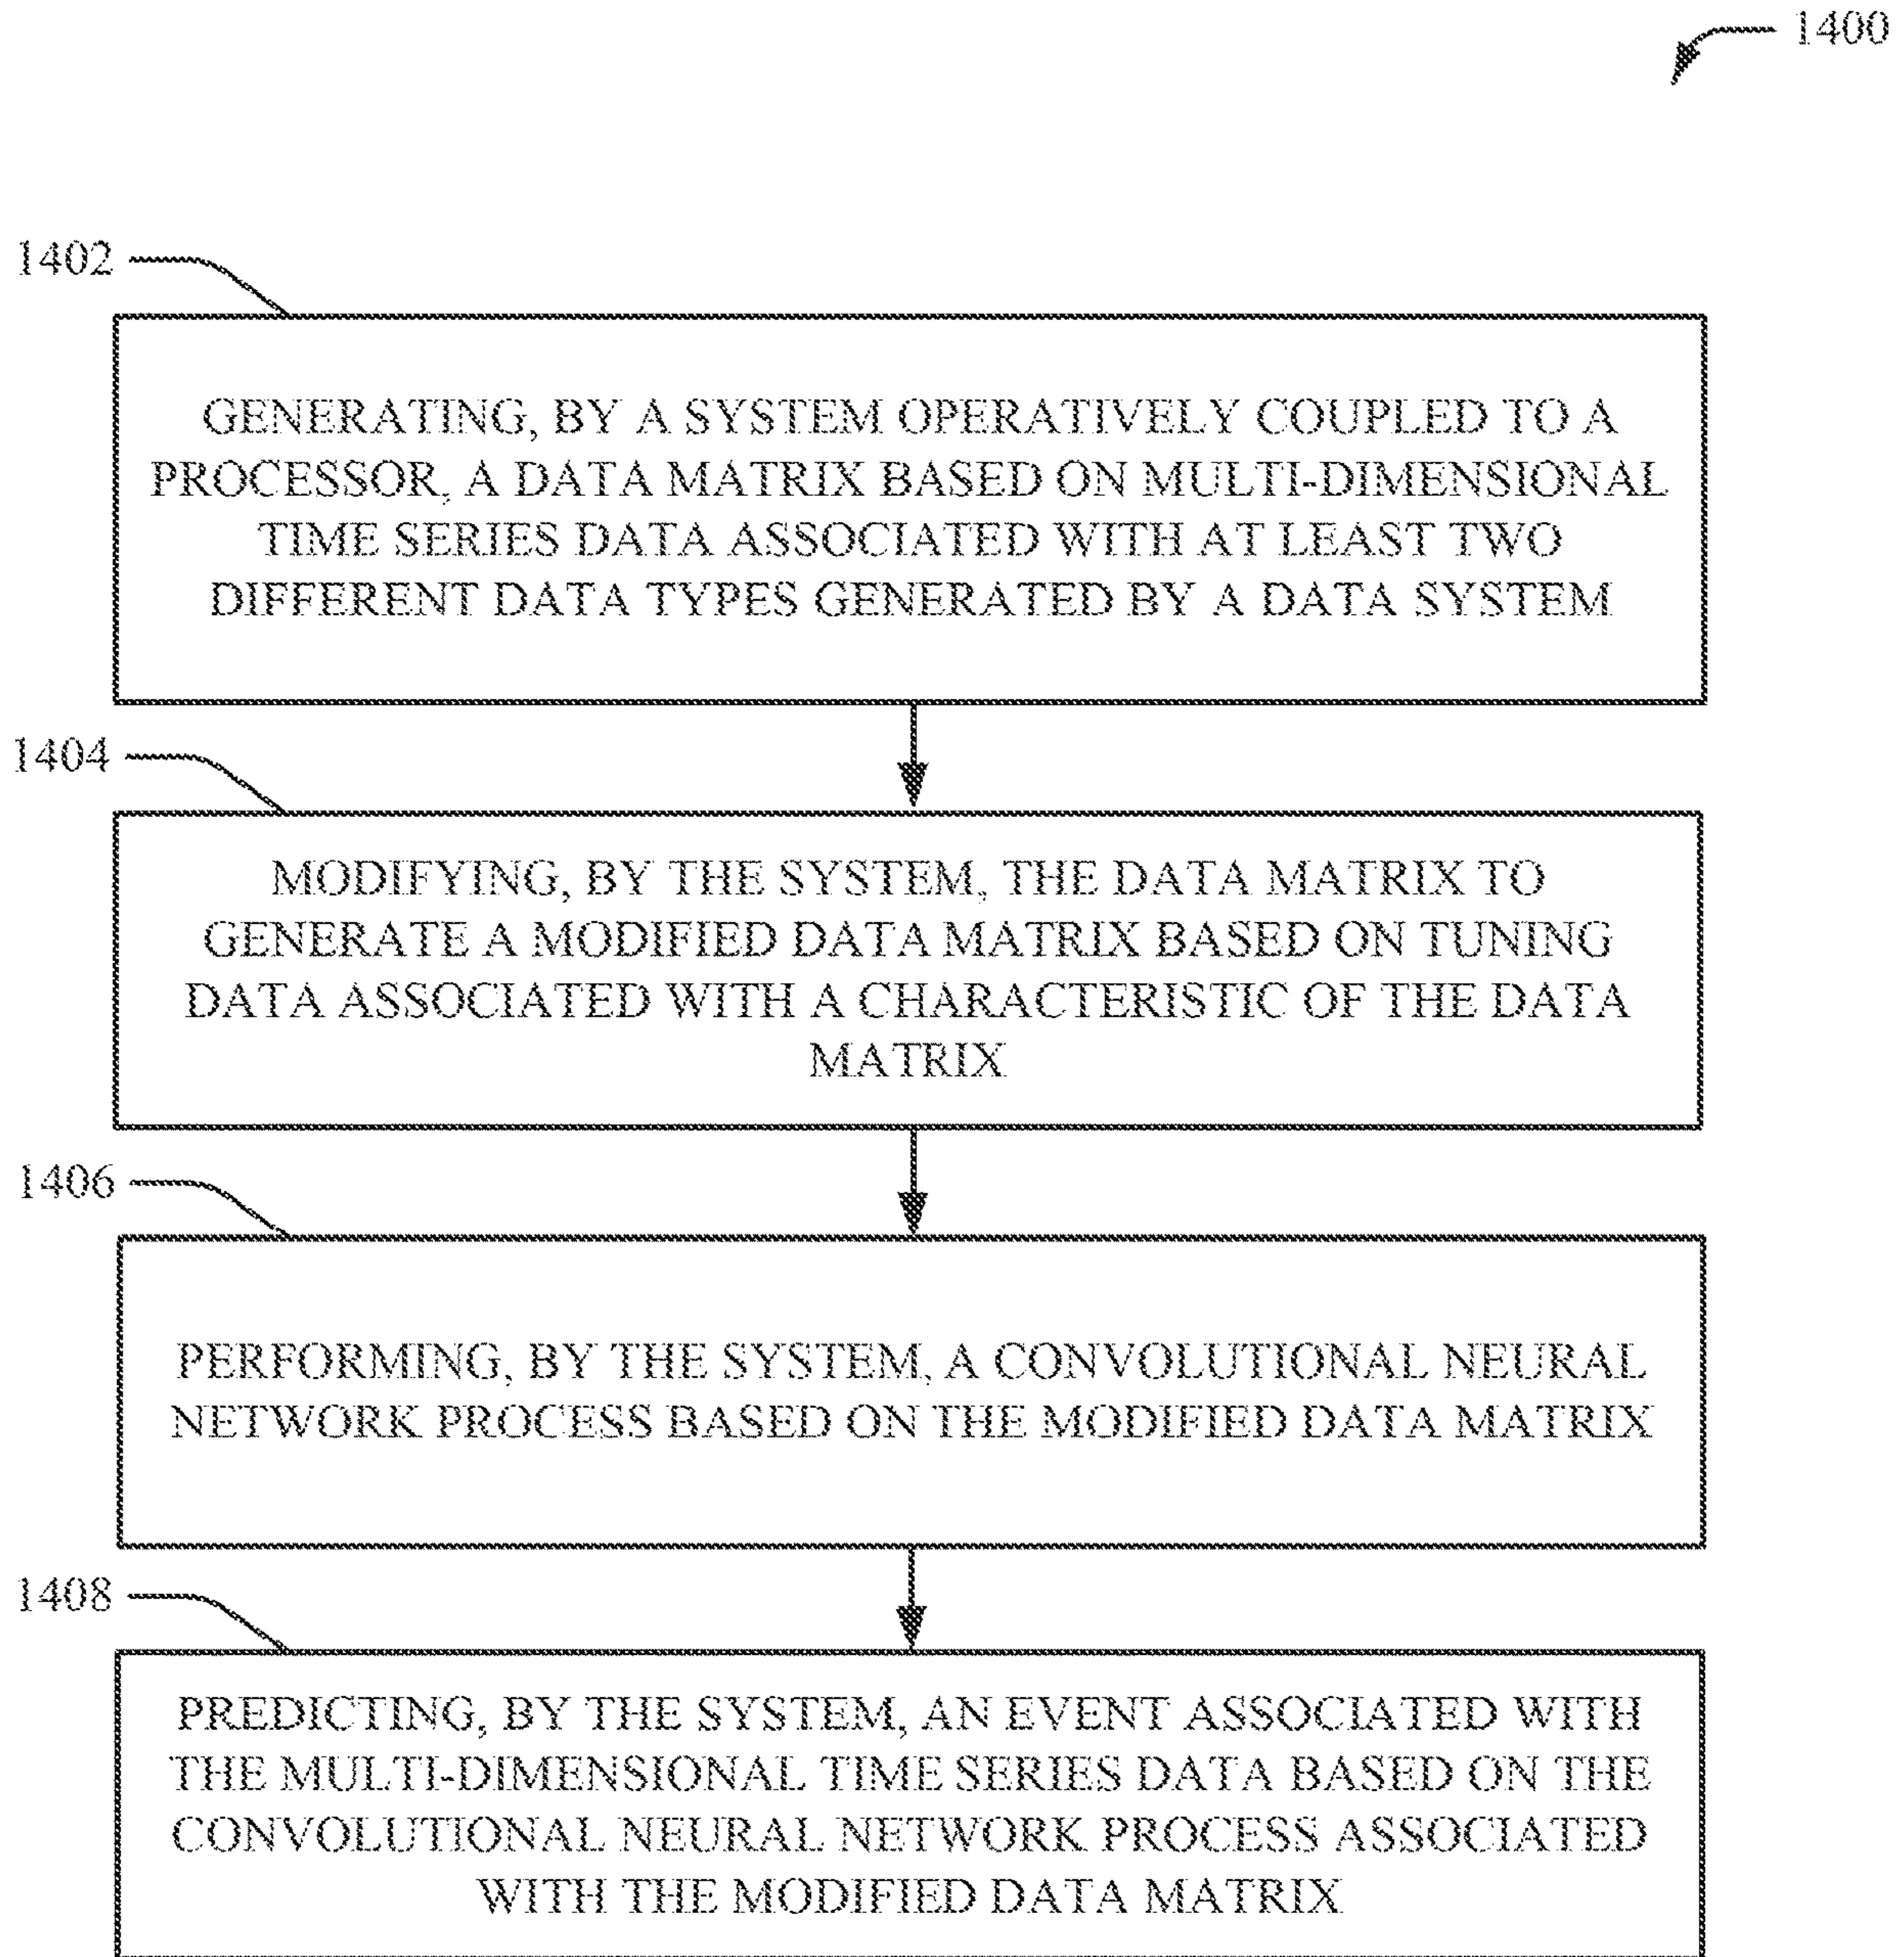 1400
1402
GENERATING, BY A SYSTEM OPERATIVELY COUPLED TO A
PROCESSOR, A DATA MATRIX BASED ON MULTI-DIMENSIONAL
TIME SERIES DATA ASSOCIATED WITH AT LEAST TWO
DIFFERENT DATA TYPES GENERATED BY A DATA SYSTEM
1404
MODIFYING, BY THE SYSTEM, THE DATA MATRIX TO
GENERATE A MODIFIED DATA MATRIX BASED ON TUNING
DATA ASSOCIATED WITH A CHARACTERISTIC OF THE DATA
MATRIX
1406
PERFORMING, BY THE SYSTEM, A CONVOLUTIONAL NEURAL
NETWORK PROCESS BASED ON THE MODIFIED DATA MATRIX
1408
PREDICTING, BY THE SYSTEM, AN EVENT ASSOCIATED WITH
THE MULTI-DIMENSIONAL TIME SERIES DATA BASED ON THE
CONVOLUTIONAL NEURAL NETWORK PROCESS ASSOCIATED
WITH THE MODIFIED DATA MATRIX